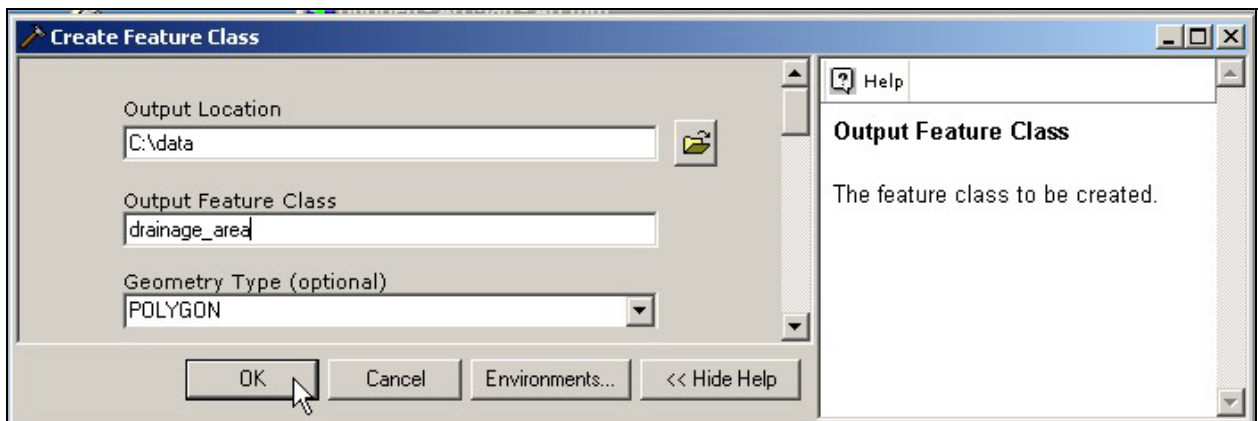 Create Feature Class
Output Location
C:\data
Output Feature Class
drainage_area
Geometry Type (optional)
POLYGON
OK
Cancel
Environments...
<< Hide Help
Help
Output Feature Class
The feature class to be created.